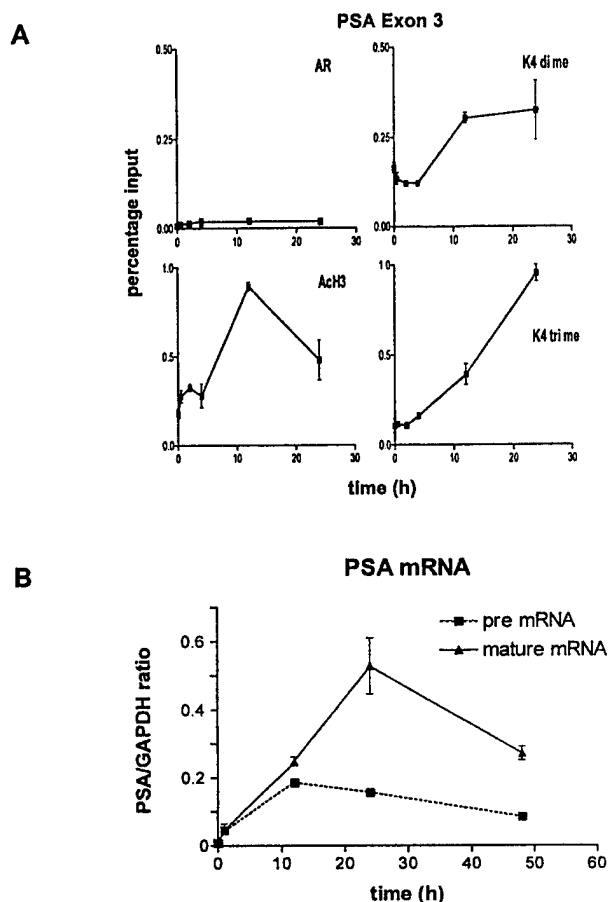 A
PSA Exon 3
percentage input
AR
0.50
0.25
0.00
0 10 20 30
K4 di me
0.50
0.25
0.00
0 10 20 30
AcH3
1.0
0.5
0.0
0 10 20 30
K4 tri me
1.0
0.5
0.0
0 10 20 30
time (h)
B
PSA mRNA
pre mRNA
mature mRNA
PSA/GAPDH ratio
0.6
0.4
0.2
0
0 10 20 30 40 50 60
time (h)